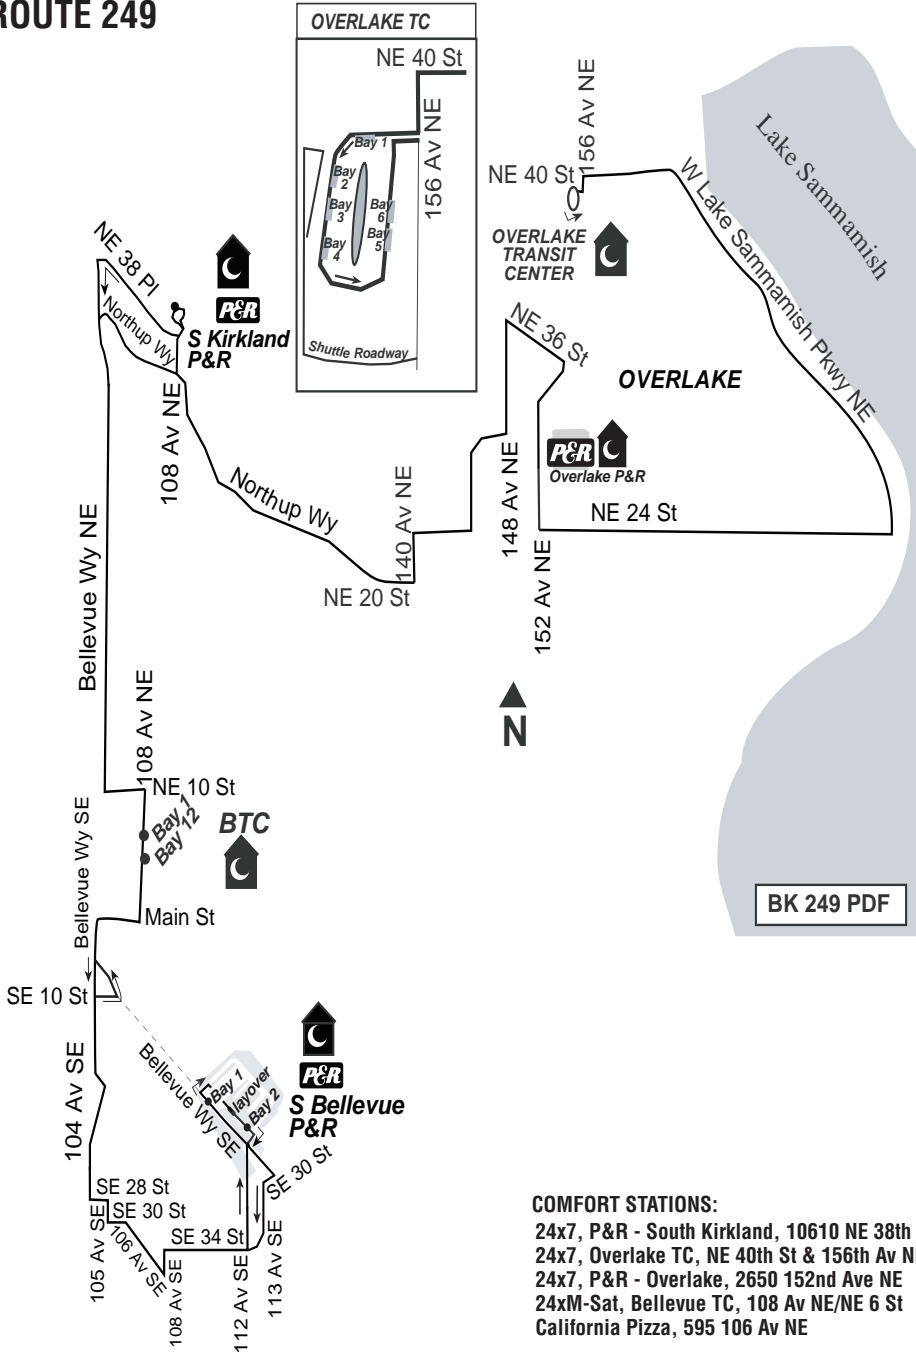 ROUTE 249
OVERLAKE TC
NE 40 St
156 Av NE
Bay 1
Bay
2
Bay
3
Bay
4
Bay
6
Bay
5
Shuttle Roadway
156 Av NE
NE 40 St
OVERLAKE
TRANSIT
CENTER
W Lake Sammamish Pkwy NE
Lake Sammamish
NE 38 Pl
Northup Wy
P&R
S Kirkland
P&R
108 Av NE
NE 36 St
OVERLAKE
P&R
Overlake P&R
Northup Wy
140 Av NE
148 Av NE
NE 24 St
NE 20 St
152 Av NE
Bellevue Wy NE
N
108 Av NE
NE 10 St
Bay 1
Bay 12
BTC
Bellevue Wy SE
Main St
BK 249 PDF
SE 10 St
104 Av SE
Bellevue Wy SE
Bay 1
layover
Bay 2
P&R
S Bellevue
P&R
SE 30 St
SE 28 St
SE 30 St
SE 34 St
105 Av SE
106 Av SE
108 Av SE
112 Av SE
113 Av SE
COMFORT STATIONS:
24x7, P&R - South Kirkland, 10610 NE 38th
24x7, Overlake TC, NE 40th St & 156th Av N
24x7, P&R - Overlake, 2650 152nd Ave NE
24xM-Sat, Bellevue TC, 108 Av NE/NE 6 St
California Pizza, 595 106 Av NE